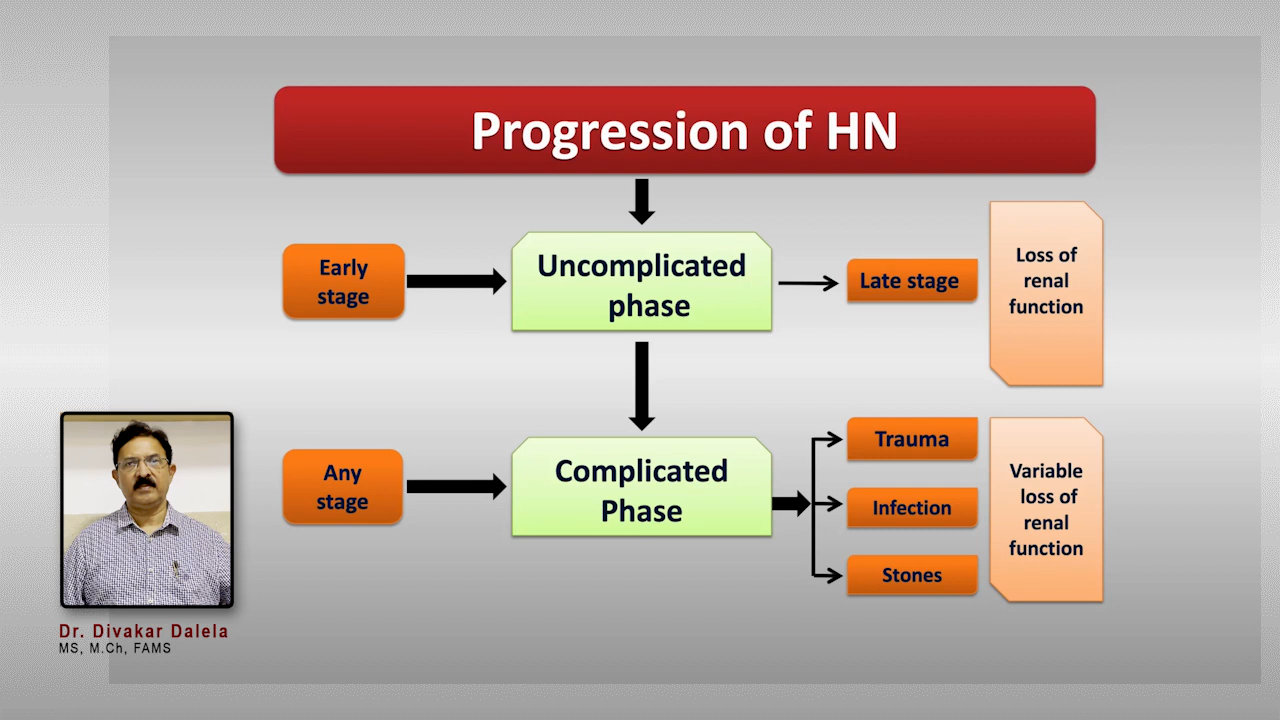 Progression of HN
Early
stage
Uncomplicated
phase
Late stage
Loss of
renal
function
Any
stage
Complicated
Phase
Trauma
Infection
Stones
Variable
loss of
renal
function
Dr. Divakar Dalela
MS, M.Ch, FAMS